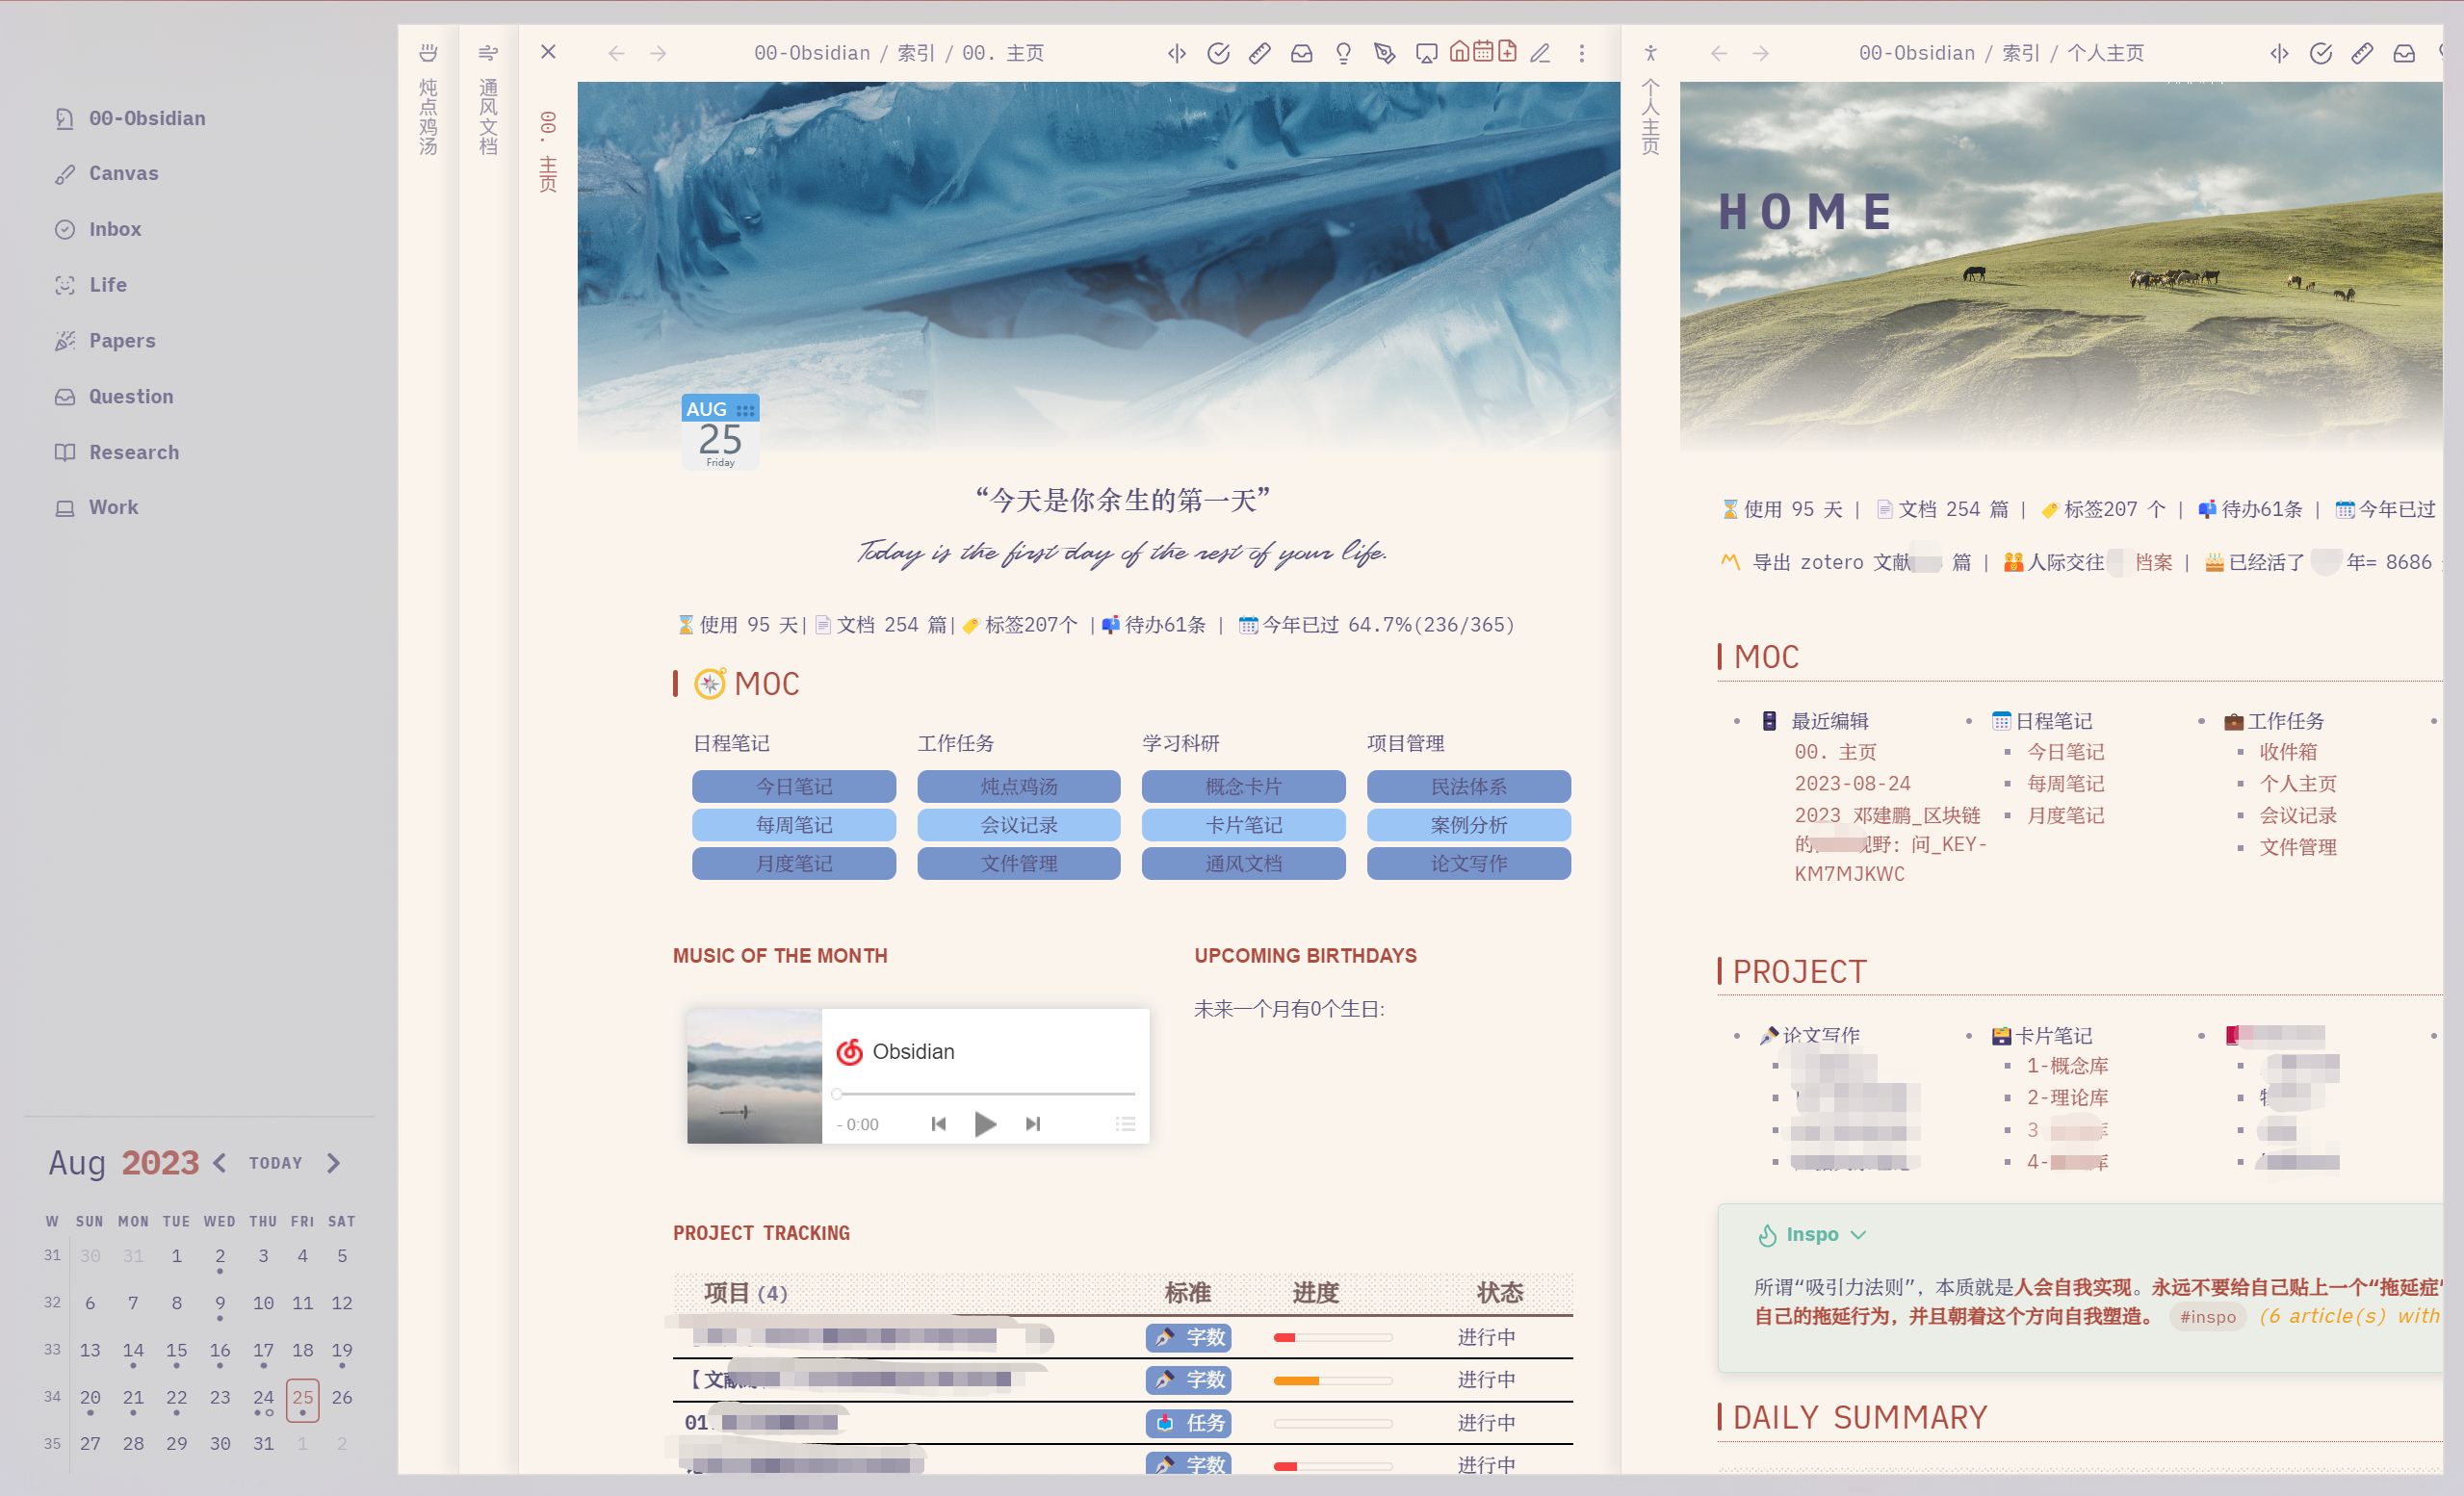 00-Obsidian
Canvas
Inbox
Life
Papers
Question
Research
Work
Aug 2023 TODAY
W SUN MON TUE WED THU FRI SAT
31 30 31 1 2 3 4 5
32 6 7 8 9 10 11 12
33 13 14 15 16 17 18 19
34 20 21 22 23 24 25 26
35 27 28 29 30 31 1 2
炖点鸡汤
通风文档
00. 主页
00-Obsidian / 索引 / 00. 主页
AUG
25
Friday
“今天是你余生的第一天”
Today is the first day of the rest of your life.
使用 95 天| 文档 254 篇| 标签207个 | 待办61条 | 今年已过 64.7%(236/365)
MOC
日程笔记 工作任务 学习科研 项目管理
今日笔记 炖点鸡汤 概念卡片 民法体系
每周笔记 会议记录 卡片笔记 案例分析
月度笔记 文件管理 通风文档 论文写作
MUSIC OF THE MONTH
Obsidian
- 0:00
UPCOMING BIRTHDAYS
未来一个月有0个生日:
PROJECT TRACKING
项目 (4) 标准 进度 状态
字数 进行中
【文 字数 进行中
01 任务 进行中
字数 进行中
个人主页
00-Obsidian / 索引 / 个人主页
HOME
使用 95 天 | 文档 254 篇 | 标签207 个 | 待办61条 | 今年已过
导出 zotero 文献 篇 | 人际交往 档案 | 已经活了 年= 8686
MOC
最近编辑
00. 主页
2023-08-24
2023 邓建鹏_区块链
的 野: 问_KEY-
KM7MJKWC
日程笔记
今日笔记
每周笔记
月度笔记
工作任务
收件箱
个人主页
会议记录
文件管理
PROJECT
论文写作
卡片笔记
1-概念库
2-理论库
3 库
4- 库
Inspo
所谓“吸引力法则”，本质就是人会自我实现。永远不要给自己贴上一个“拖延症”
自己的拖延行为，并且朝着这个方向自我塑造。 #inspo (6 article(s) with
DAILY SUMMARY